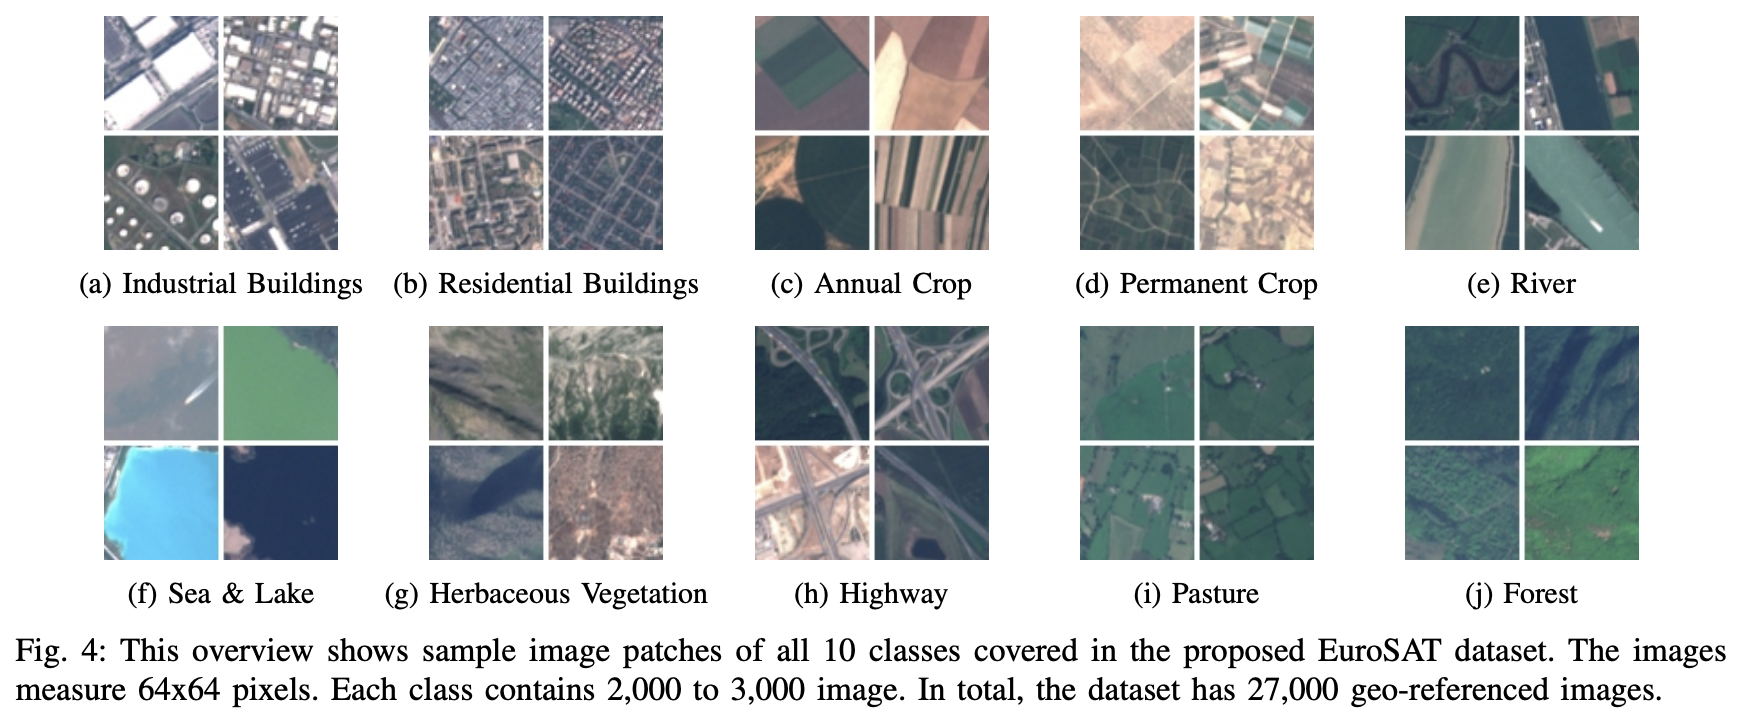 (a) Industrial Buildings
(b) Residential Buildings
(c) Annual Crop
(d) Permanent Crop
(e) River
(f) Sea & Lake
(g) Herbaceous Vegetation
(h) Highway
(i) Pasture
(j) Forest
Fig. 4: This overview shows sample image patches of all 10 classes covered in the proposed EuroSAT dataset. The images
measure 64x64 pixels. Each class contains 2,000 to 3,000 image. In total, the dataset has 27,000 geo-referenced images.